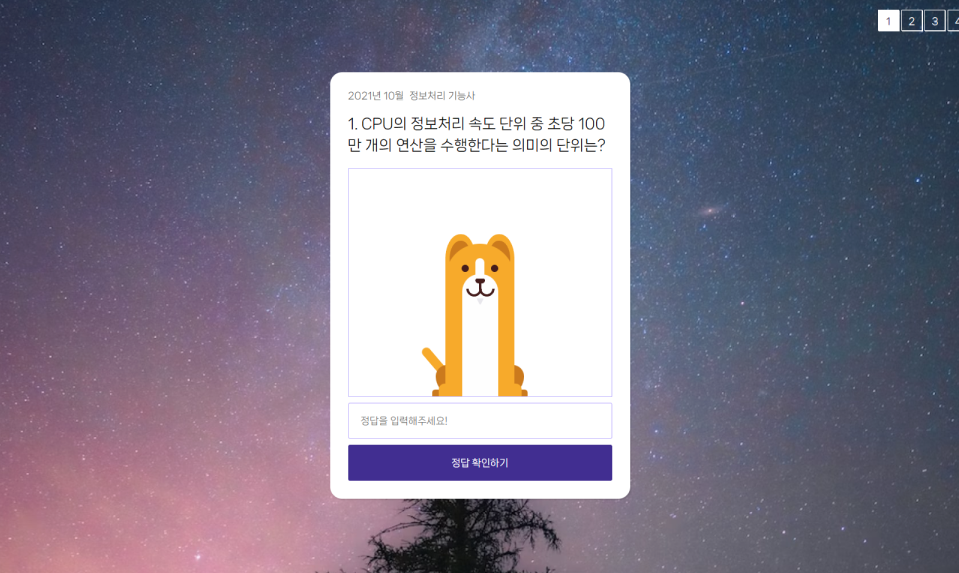 1 2 3 4
2021년 10월 정보처리 기능사
1. CPU의 정보처리 속도 단위 중 초당 100
만 개의 연산을 수행한다는 의미의 단위는?
정답을 입력해주세요!
정답 확인하기